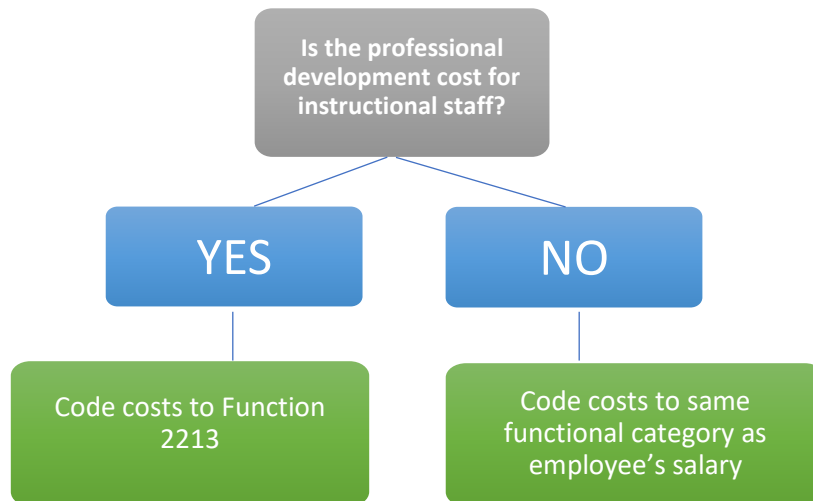 Is the professional
development cost for
instructional staff?
YES
NO
Code costs to Function
2213
Code costs to same
functional category as
employee’s salary